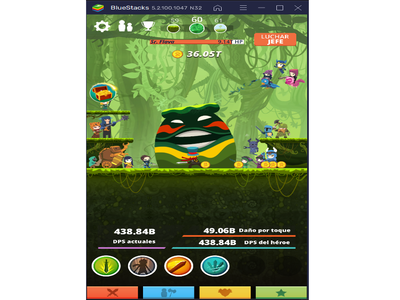 BlueStacks 5.2.100.1047 N32
59 60 61
HP
LUCHAR
JEFE
36.05T
438.84B
DPS actuales
49.06B Daño por toque
438.84B DPS del héroe